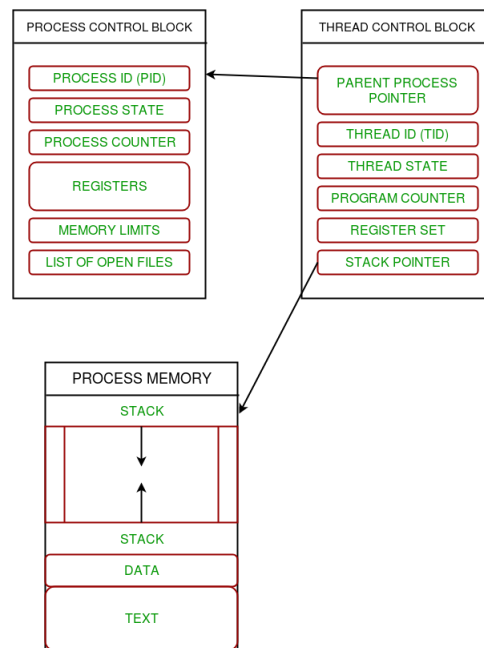 PROCESS CONTROL BLOCK
PROCESS ID (PID)
PROCESS STATE
PROCESS COUNTER
REGISTERS
MEMORY LIMITS
LIST OF OPEN FILES
THREAD CONTROL BLOCK
PARENT PROCESS
POINTER
THREAD ID (TID)
THREAD STATE
PROGRAM COUNTER
REGISTER SET
STACK POINTER
PROCESS MEMORY
STACK
STACK
DATA
TEXT